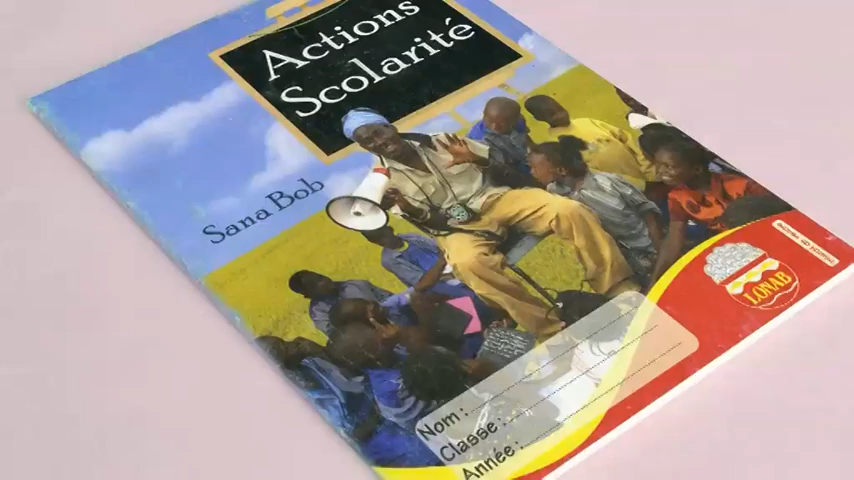 Actions
Scolarité
Sana Bob
LONAB
Nom :
Classe :
Année :